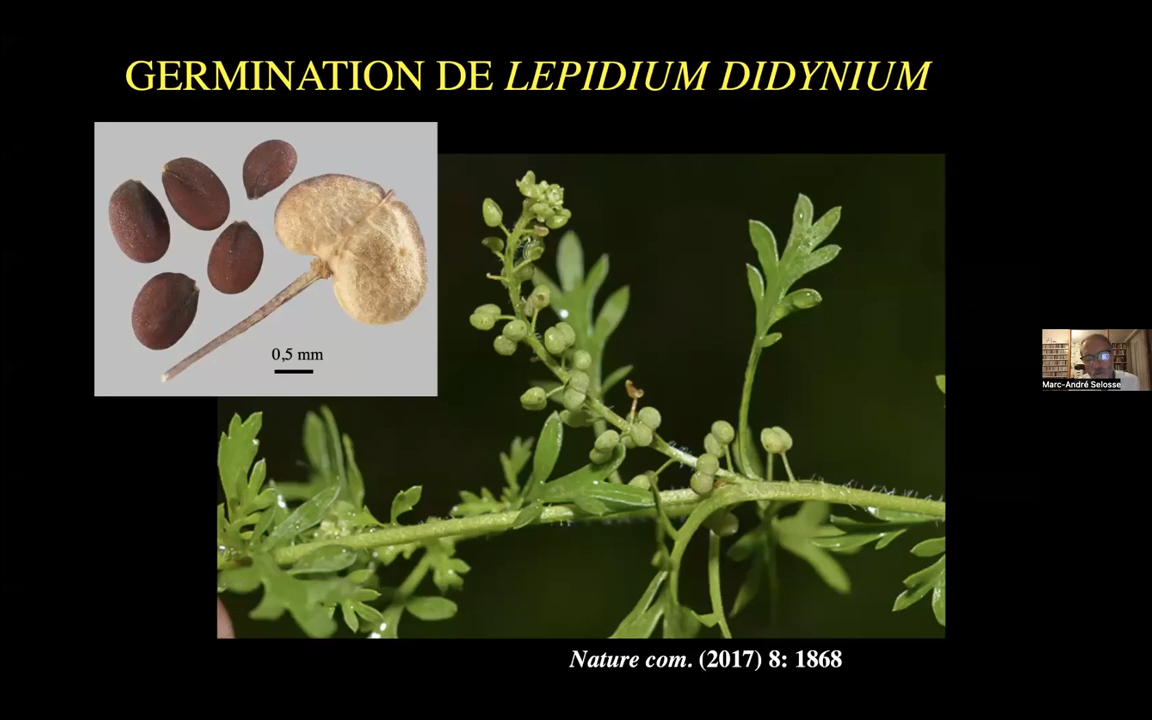 GERMINATION DE LEPIDIUM DIDYNIUM
0,5 mm
Marc-André Selosse
Nature com. (2017) 8: 1868